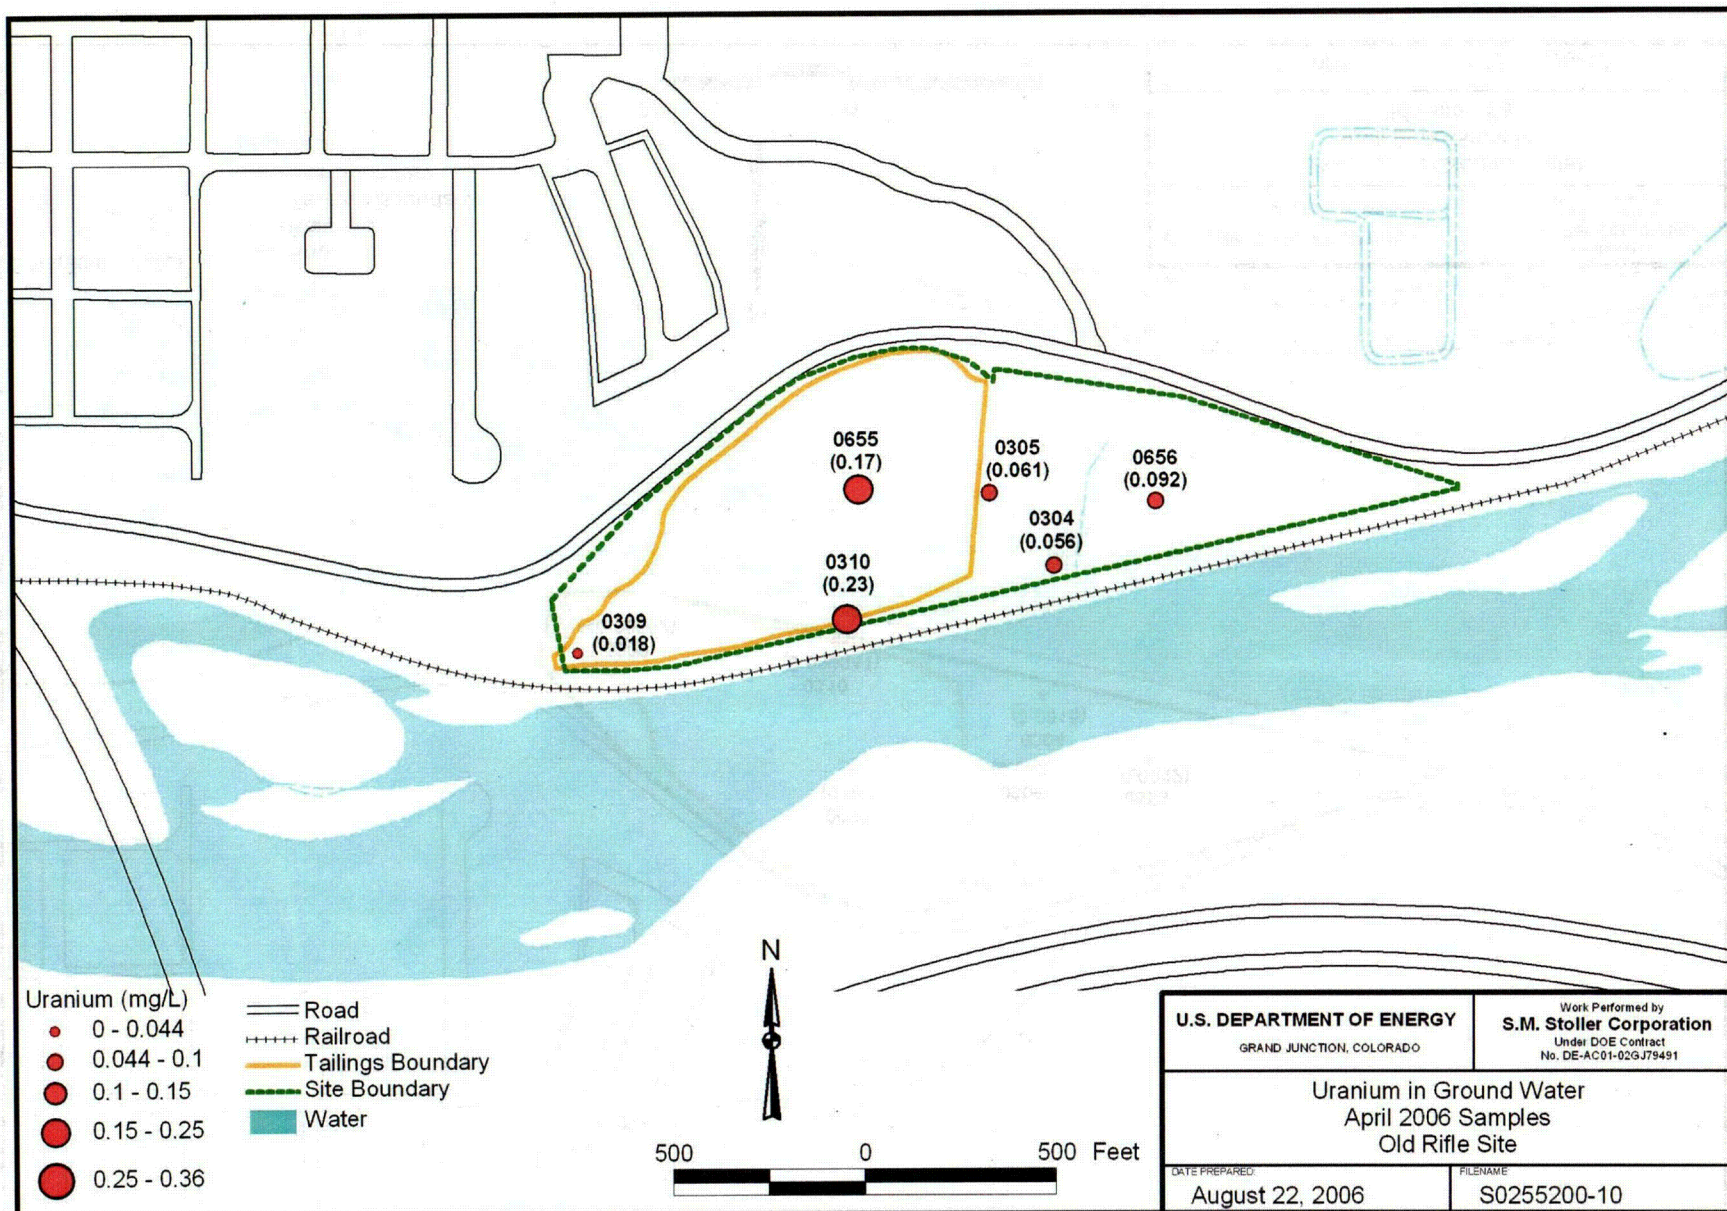 0655
(0.17)
0305
(0.061)
0656
(0.092)
0304
(0.056)
0310
(0.23)
0309
(0.018)
N
Uranium (mg/L)
0 - 0.044
0.044 - 0.1
0.1 - 0.15
0.15 - 0.25
0.25 - 0.36
Road
Railroad
Tailings Boundary
Site Boundary
Water
500 0 500 Feet
U.S. DEPARTMENT OF ENERGY
GRAND JUNCTION, COLORADO
Work Performed by
S.M. Stoller Corporation
Under DOE Contract
No. DE-AC01-02GJ79491
Uranium in Ground Water
April 2006 Samples
Old Rifle Site
DATE PREPARED:
August 22, 2006
FILENAME
S0255200-10